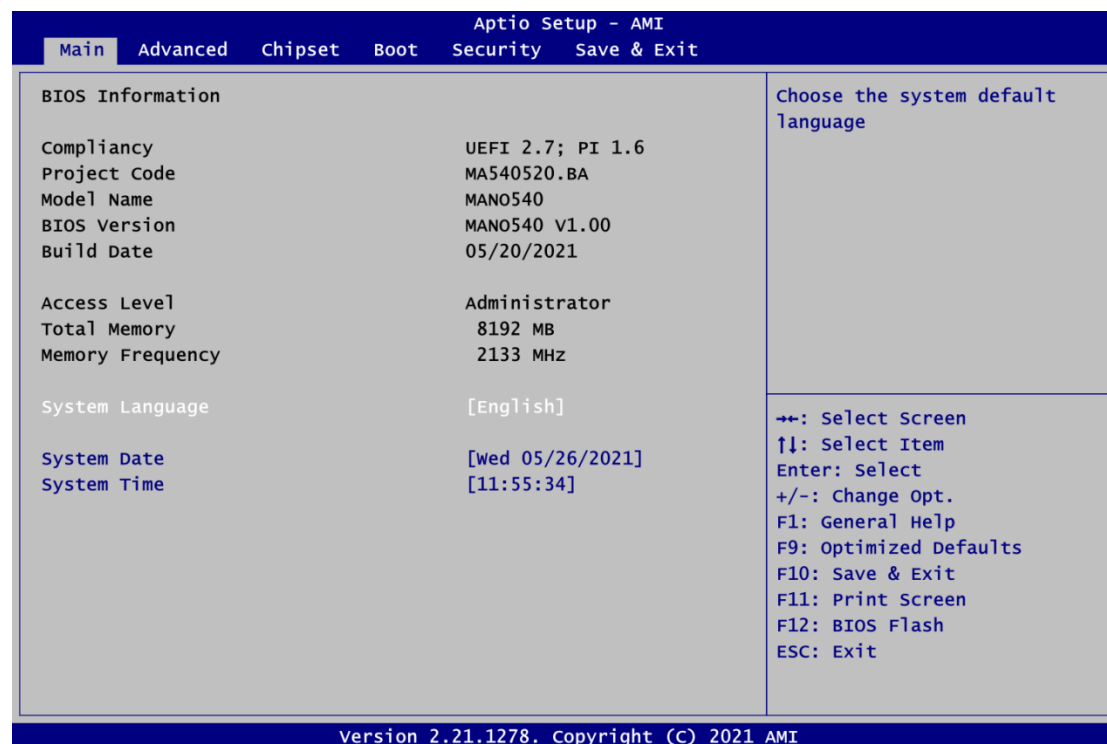 Aptio Setup – AMI
Main Advanced Chipset Boot Security Save & Exit
BIOS Information
Compliancy UEFI 2.7; PI 1.6
Project Code MA540520.BA
Model Name MANO540
BIOS Version MANO540 V1.00
Build Date 05/20/2021
Access Level Administrator
Total Memory 8192 MB
Memory Frequency 2133 MHz
System Language [English]
System Date [Wed 05/26/2021]
System Time [11:55:34]
Choose the system default
language
→←: Select Screen
↑↓: Select Item
Enter: Select
+/-: Change Opt.
F1: General Help
F9: Optimized Defaults
F10: Save & Exit
F11: Print Screen
F12: BIOS Flash
ESC: Exit
Version 2.21.1278. Copyright (C) 2021 AMI